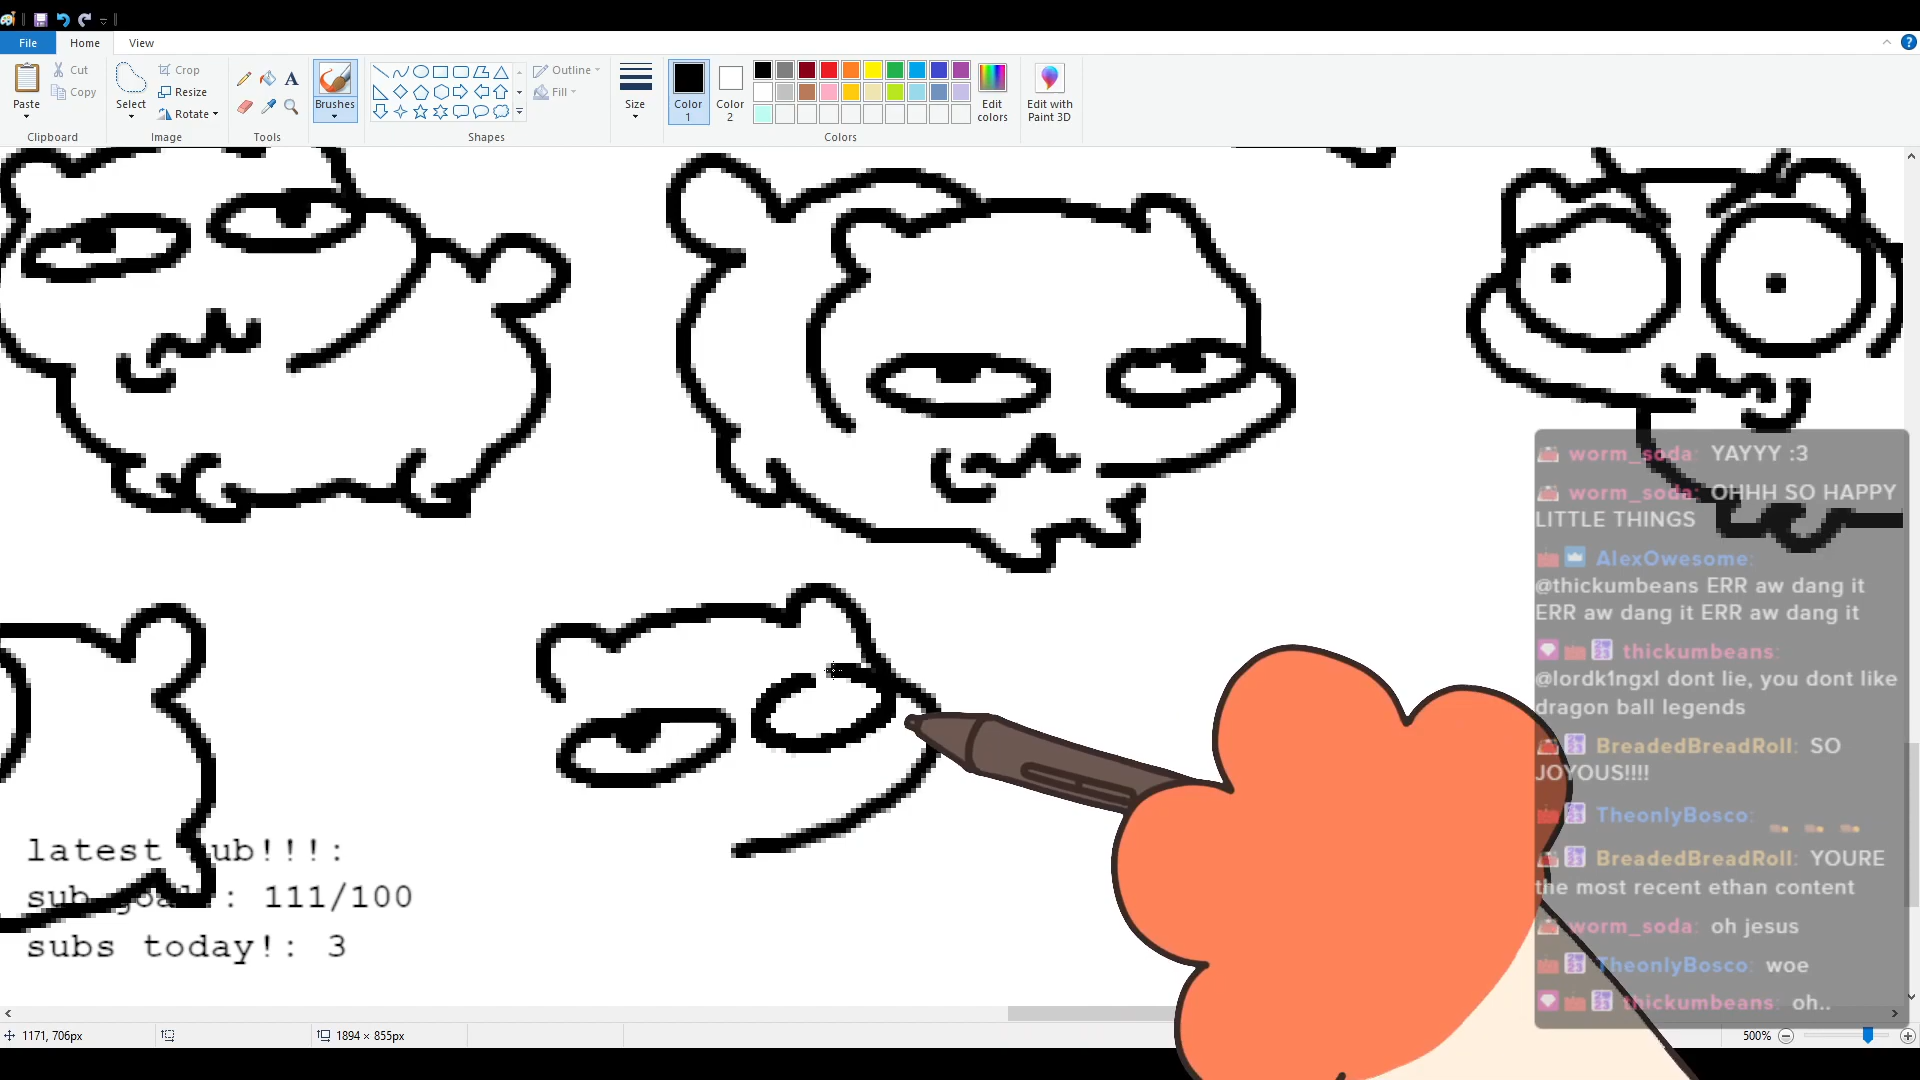 File Home View
Paste Cut Copy Clipboard
Select Crop Resize Rotate Image
A Tools
Brushes
Outline Fill Shapes
Size
Color 1 Color 2 Edit colors Colors
Edit with Paint 3D
worm_soda: YAYYY :3
worm_soda: OHHH SO HAPPY
LITTLE THINGS
AlexOwesome:
@thickumbeans ERR aw dang it
ERR aw dang it ERR aw dang it
thickumbeans:
@lordk1ngxl dont lie, you dont like
dragon ball legends
BreadedBreadRoll: SO
JOYOUS!!!!
TheonlyBosco:
BreadedBreadRoll: YOURE
the most recent ethan content
worm_soda: oh jesus
TheonlyBosco: woe
thickumbeans: oh..
latest sub!!!:
sub goal!: 111/100
subs today!: 3
1171, 706px 1894 × 855px 500%